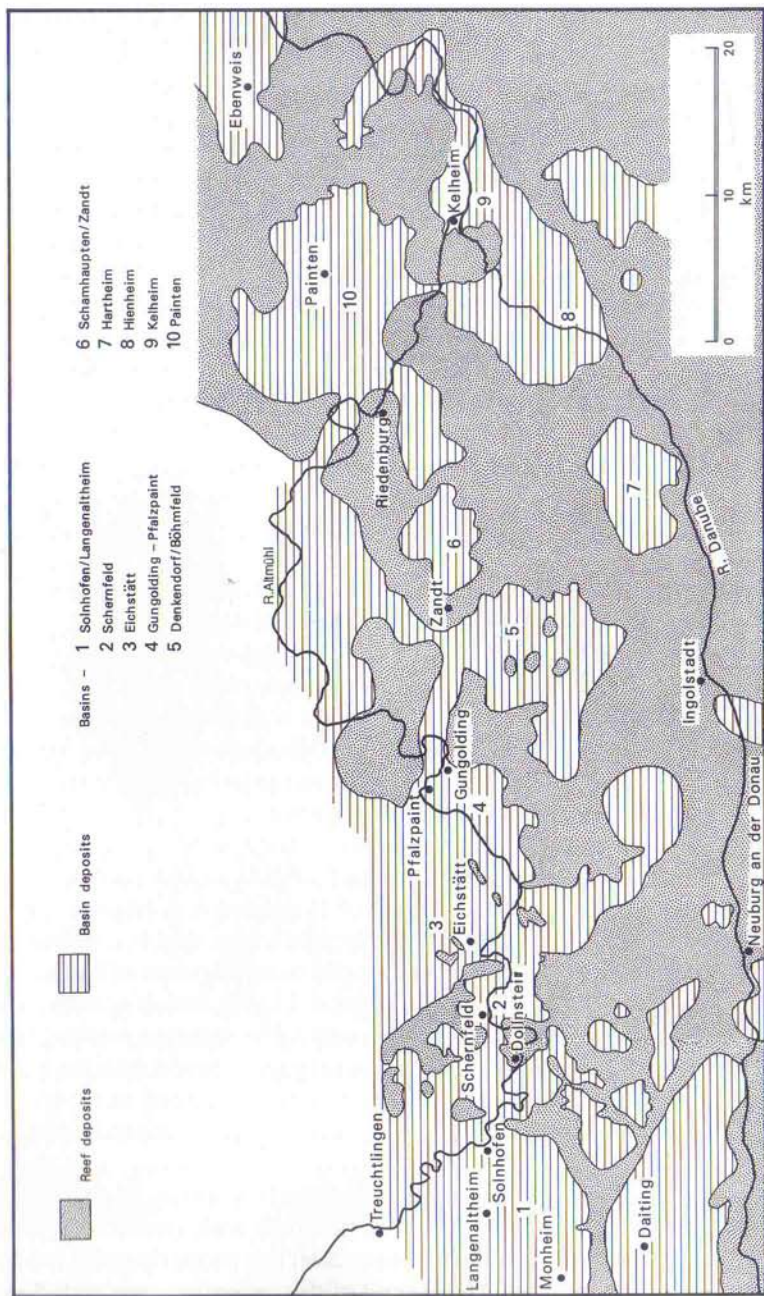 Reef deposits
Basin deposits
Basins – 1 Solnhofen/Langenaltheim
2 Schernfeld
3 Eichstätt
4 Gungolding – Pfalzpaint
5 Denkendorf/Böhmfeld
6 Schamhaupten/Zandt
7 Hartheim
8 Hienheim
9 Kelheim
10 Painten
Treuchtlingen
R.Altmühl
Ebenweis
Painten
10
Riedenburg
Kelheim
9
8
Langenaltheim
Solnhofen
1
Monheim
Daiting
Schernfeld
2
Dollnstein
3
Eichstätt
Pfalzpaint
Gungolding
4
Zandt
6
5
7
R. Danube
Ingolstadt
Neuburg an der Donau
0
10
20
km